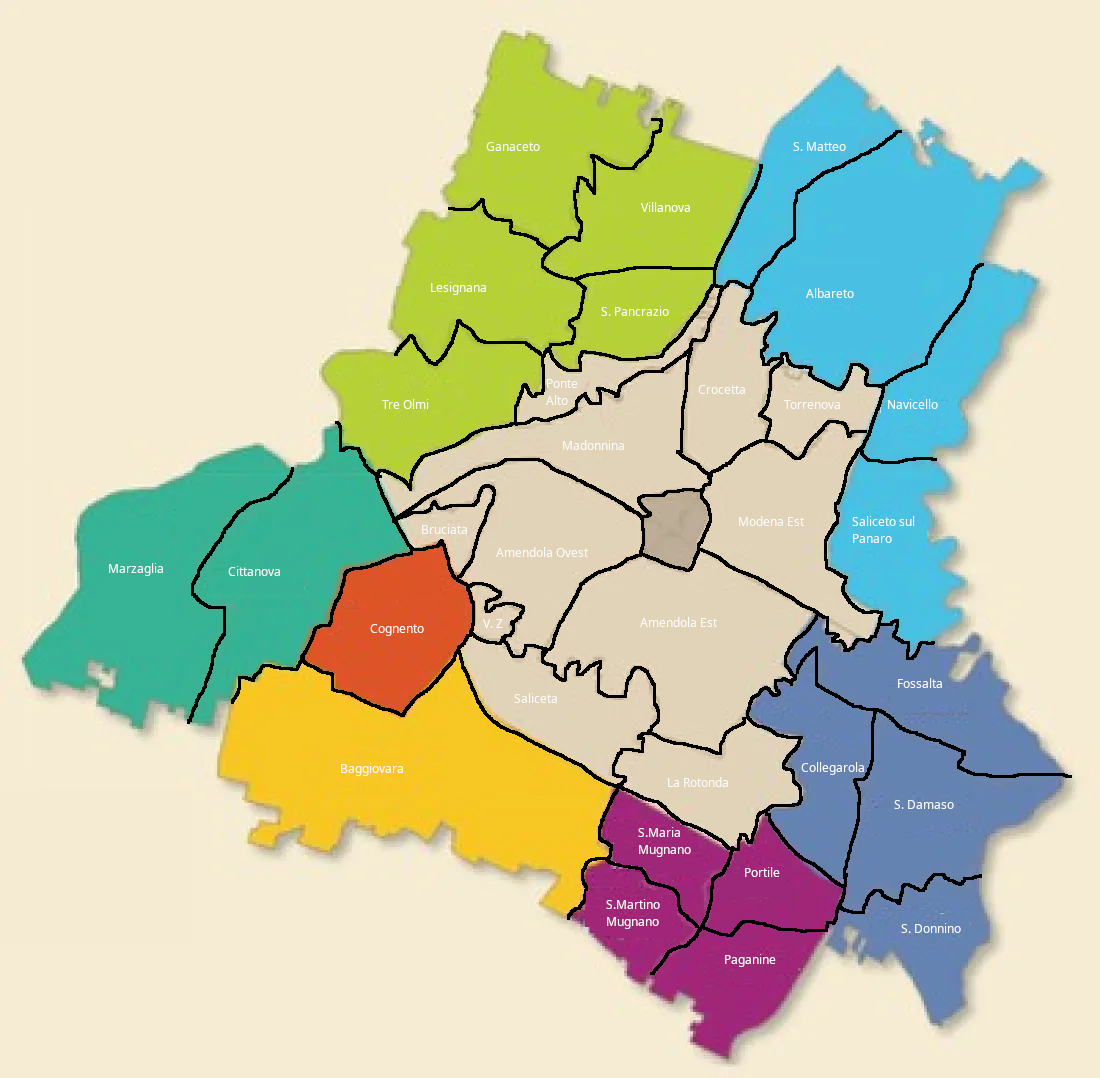 Ganaceto
S. Matteo
Villanova
Lesignana
Albareto
S. Pancrazio
Ponte
Alto
Crocetta
Tre Olmi
Torrenova
Navicello
Madonnina
Bruciata
Modena Est
Saliceto sul
Panaro
Amendola Ovest
Marzaglia
Cittanova
Cognento
V. Z
Amendola Est
Fossalta
Saliceta
Baggiovara
La Rotonda
Collegarola
S. Damaso
S.Maria
Mugnano
Portile
S.Martino
Mugnano
S. Donnino
Paganine